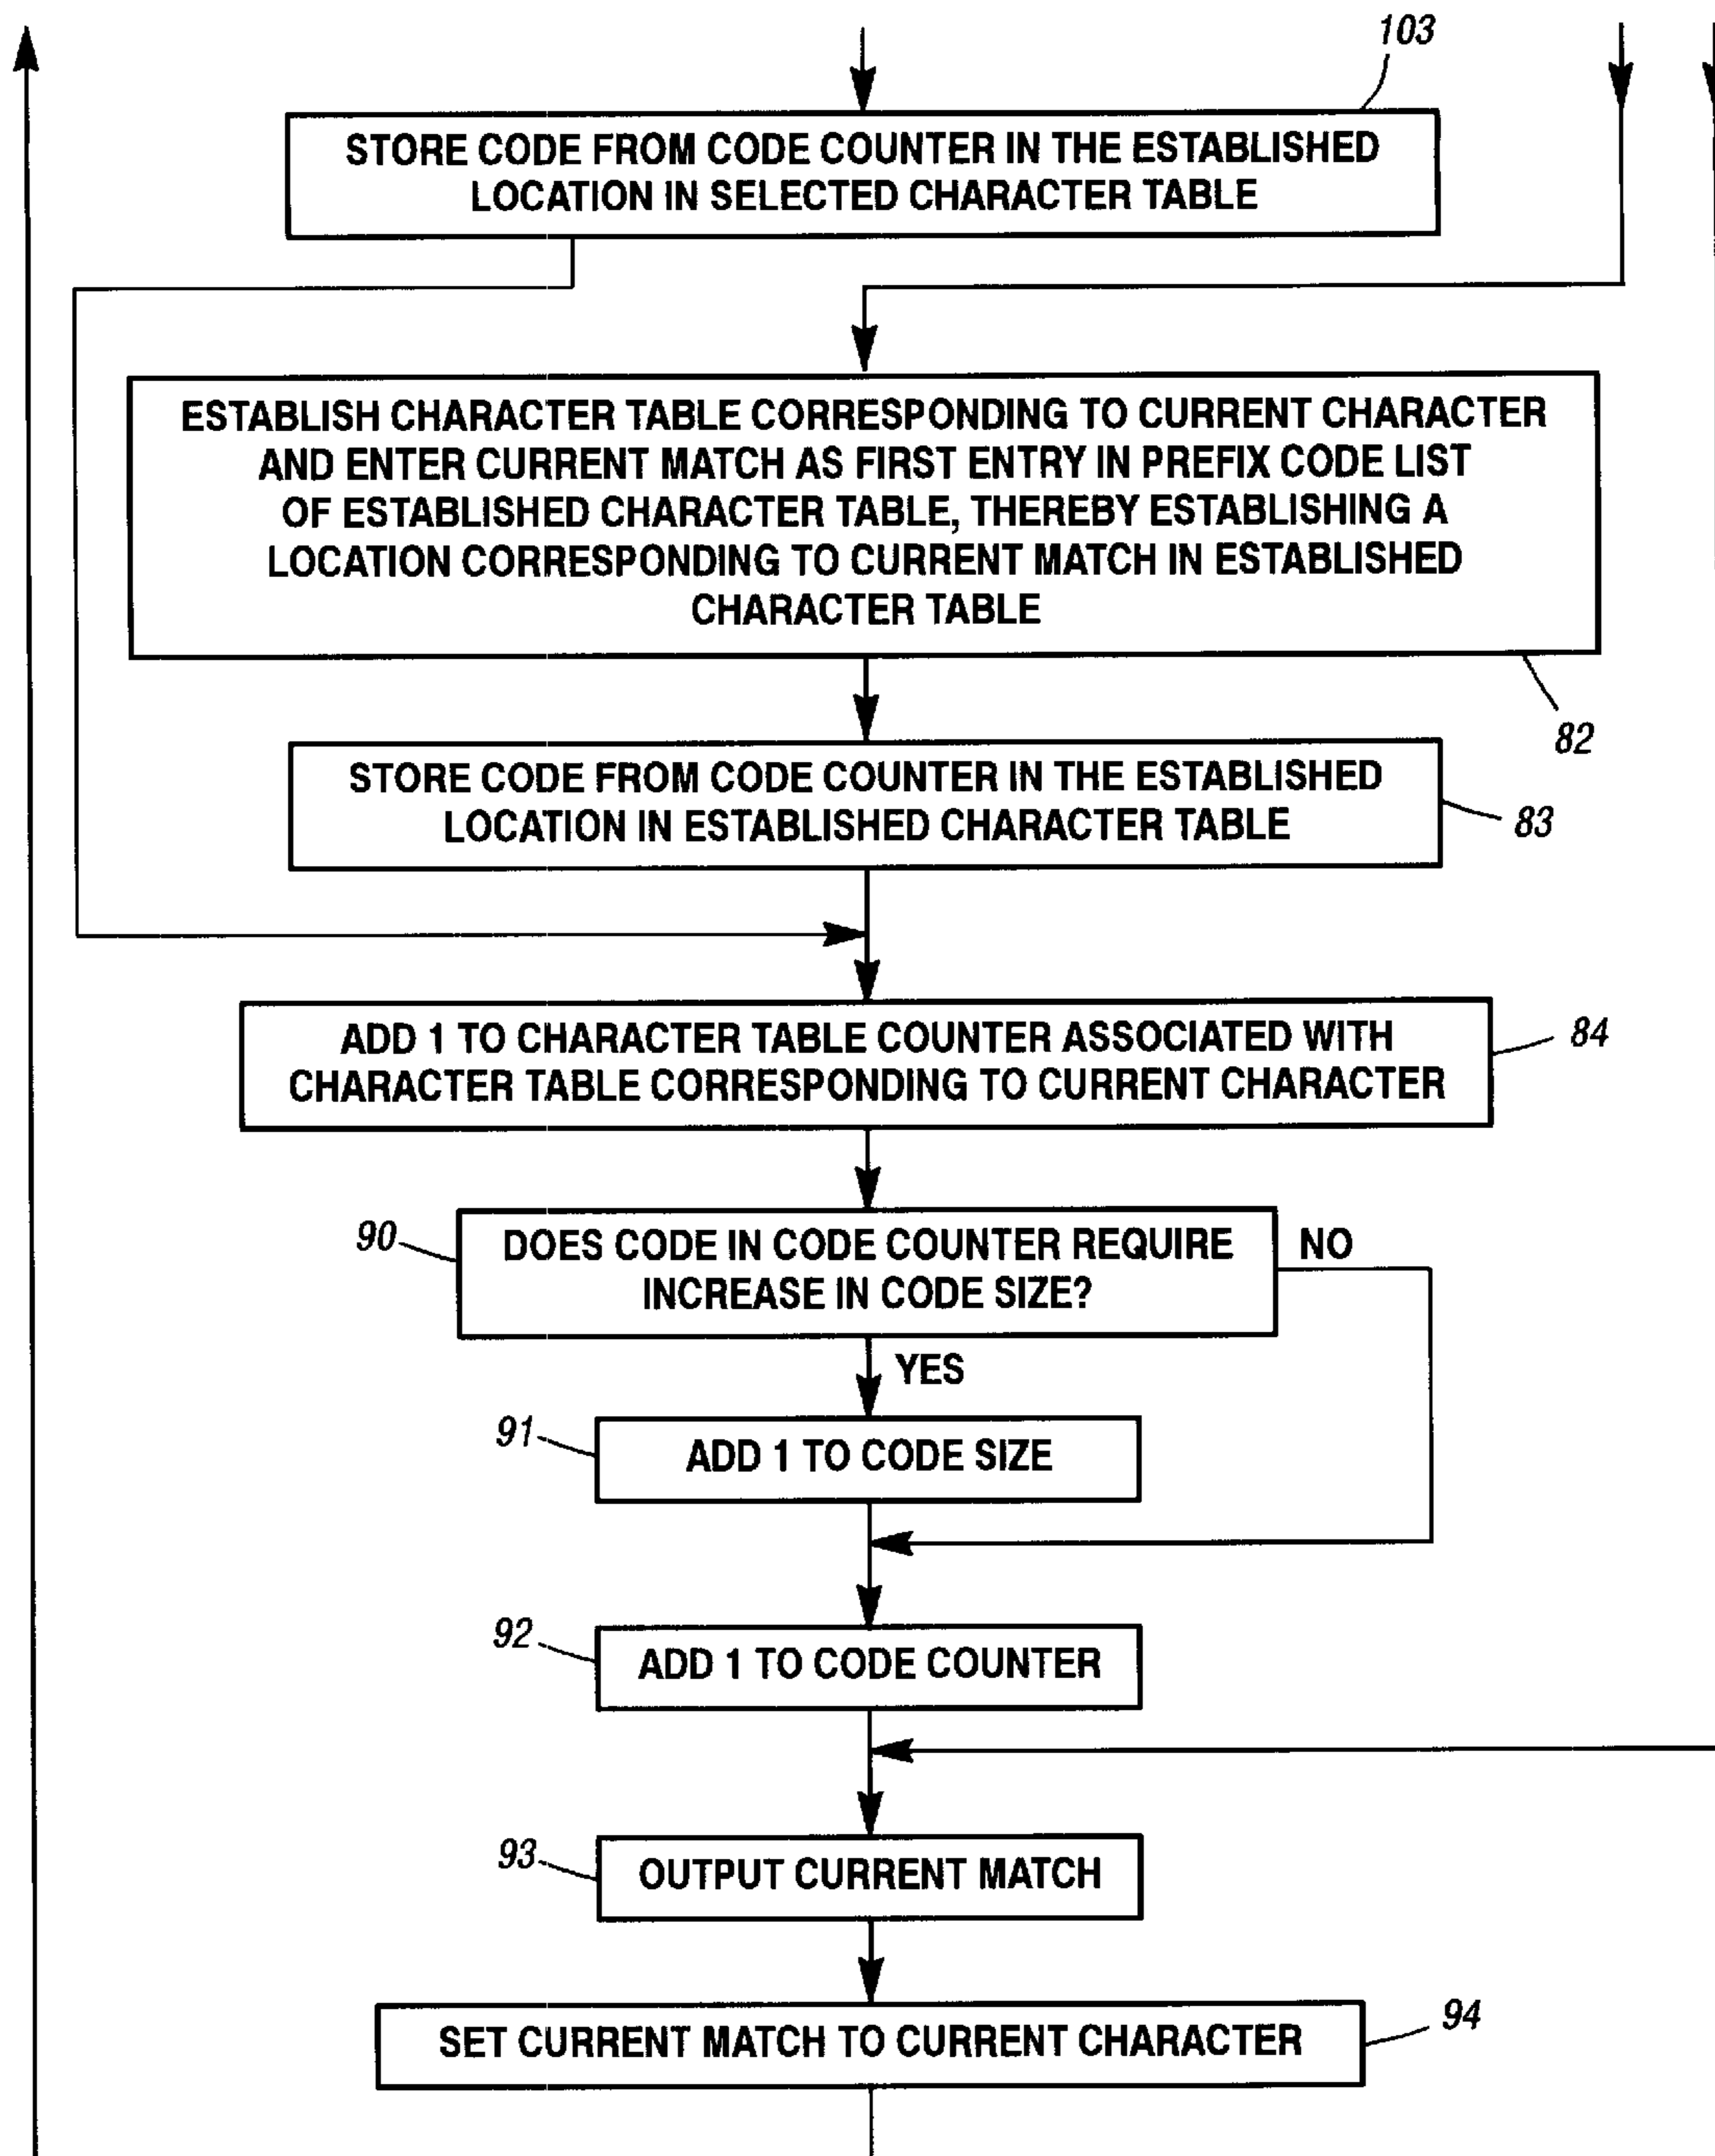 103
STORE CODE FROM CODE COUNTER IN THE ESTABLISHED
LOCATION IN SELECTED CHARACTER TABLE
ESTABLISH CHARACTER TABLE CORRESPONDING TO CURRENT CHARACTER
AND ENTER CURRENT MATCH AS FIRST ENTRY IN PREFIX CODE LIST
OF ESTABLISHED CHARACTER TABLE, THEREBY ESTABLISHING A
LOCATION CORRESPONDING TO CURRENT MATCH IN ESTABLISHED
CHARACTER TABLE
82
STORE CODE FROM CODE COUNTER IN THE ESTABLISHED
LOCATION IN ESTABLISHED CHARACTER TABLE
83
ADD 1 TO CHARACTER TABLE COUNTER ASSOCIATED WITH
CHARACTER TABLE CORRESPONDING TO CURRENT CHARACTER
84
90
DOES CODE IN CODE COUNTER REQUIRE
INCREASE IN CODE SIZE?
NO
YES
91
ADD 1 TO CODE SIZE
92
ADD 1 TO CODE COUNTER
93
OUTPUT CURRENT MATCH
SET CURRENT MATCH TO CURRENT CHARACTER
94